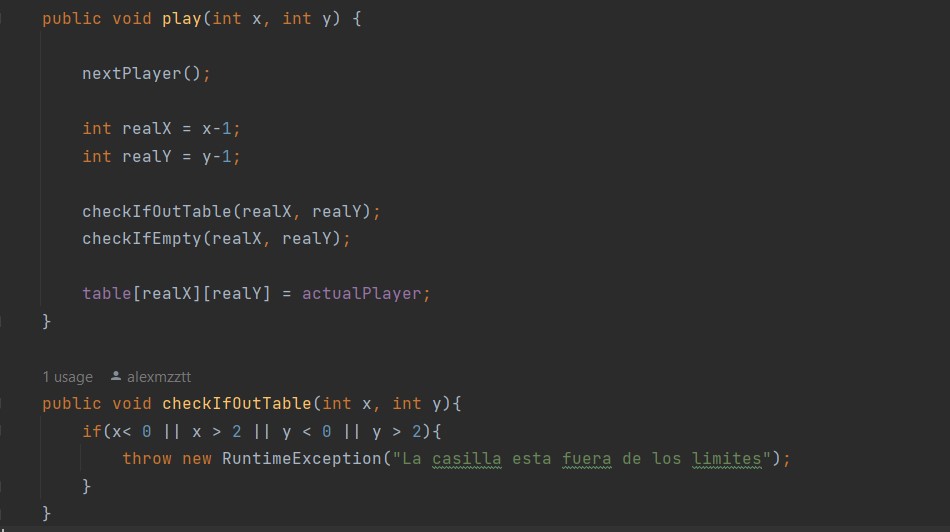 public void play(int x, int y) {
nextPlayer();
int realX = x-1;
int realY = y-1;
checkIfOutTable(realX, realY);
checkIfEmpty(realX, realY);
table[realX][realY] = actualPlayer;
}
1 usage alexmzztt
public void checkIfOutTable(int x, int y){
if(x< 0 || x > 2 || y < 0 || y > 2){
throw new RuntimeException("La casilla esta fuera de los limites");
}
}